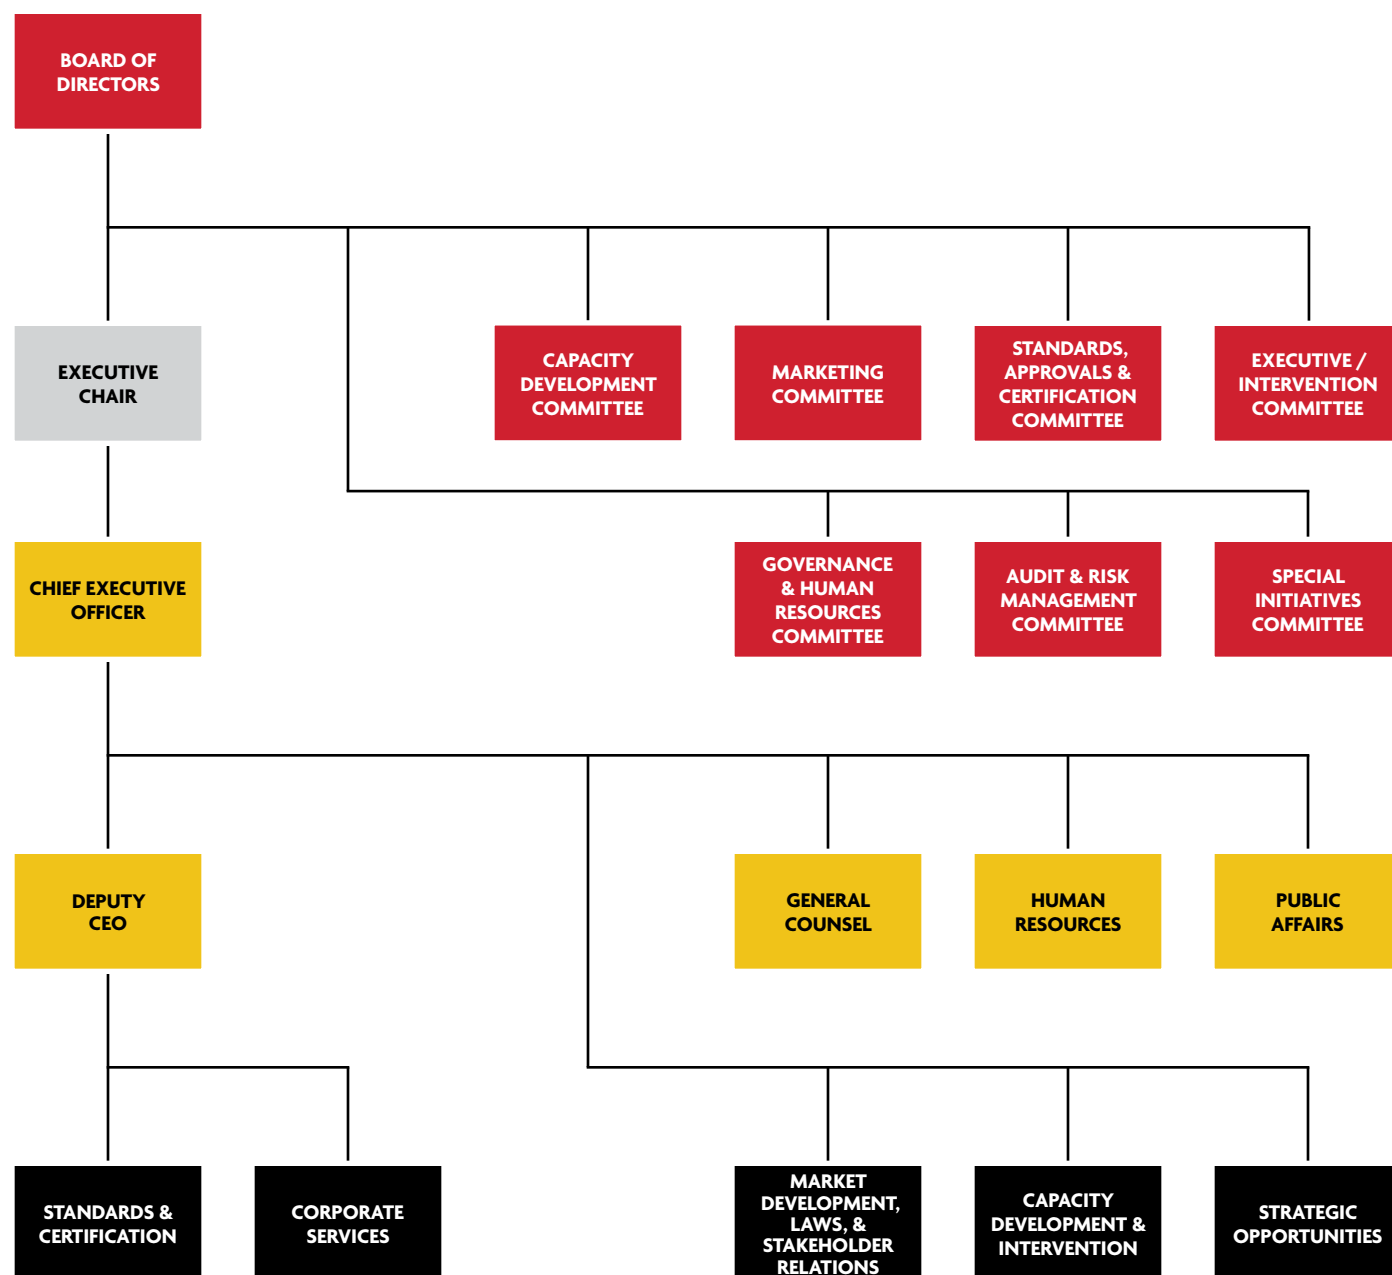 BOARD OF
DIRECTORS
EXECUTIVE
CHAIR
CAPACITY
DEVELOPMENT
COMMITTEE
MARKETING
COMMITTEE
STANDARDS,
APPROVALS &
CERTIFICATION
COMMITTEE
EXECUTIVE /
INTERVENTION
COMMITTEE
CHIEF EXECUTIVE
OFFICER
GOVERNANCE
& HUMAN
RESOURCES
COMMITTEE
AUDIT & RISK
MANAGEMENT
COMMITTEE
SPECIAL
INITIATIVES
COMMITTEE
DEPUTY
CEO
GENERAL
COUNSEL
HUMAN
RESOURCES
PUBLIC
AFFAIRS
STANDARDS &
CERTIFICATION
CORPORATE
SERVICES
MARKET
DEVELOPMENT,
LAWS, &
STAKEHOLDER
RELATIONS
CAPACITY
DEVELOPMENT &
INTERVENTION
STRATEGIC
OPPORTUNITIES